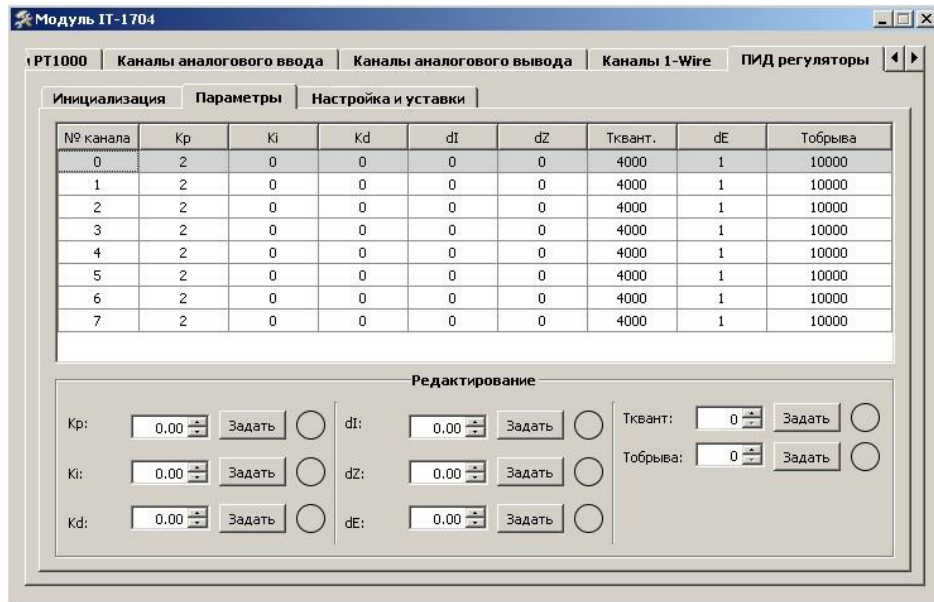 Модуль IT-1704
РТ1000 Каналы аналогового ввода Каналы аналогового вывода Каналы 1-Wire ПИД регуляторы
Инициализация Параметры Настройка и уставки
№ канала Kp Ki Kd dI dZ Tквант. dE Tобрыва
0 2 0 0 0 0 4000 1 10000
1 2 0 0 0 0 4000 1 10000
2 2 0 0 0 0 4000 1 10000
3 2 0 0 0 0 4000 1 10000
4 2 0 0 0 0 4000 1 10000
5 2 0 0 0 0 4000 1 10000
6 2 0 0 0 0 4000 1 10000
7 2 0 0 0 0 4000 1 10000
Редактирование
Kp: 0.00 Задать dI: 0.00 Задать Tквант: 0 Задать
Ki: 0.00 Задать dZ: 0.00 Задать Tобрыва: 0 Задать
Kd: 0.00 Задать dE: 0.00 Задать